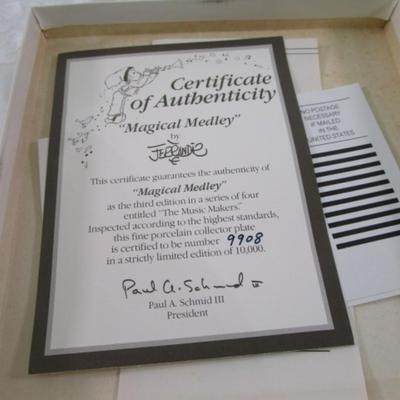 Certificate
of Authenticity
"Magical Medley"
by
This certificate guarantees the authenticity of
"Magical Medley"
as the third edition in a series of four
entitled "The Music Makers."
Inspected according to the highest standards,
this fine porcelain collector plate
is certified to be number 9908
in a strictly limited edition of 10,000.
Paul A. Schmid III
Paul A. Schmid III
President
NO POSTAGE
NECESSARY
IF MAILED
IN THE
UNITED STATES